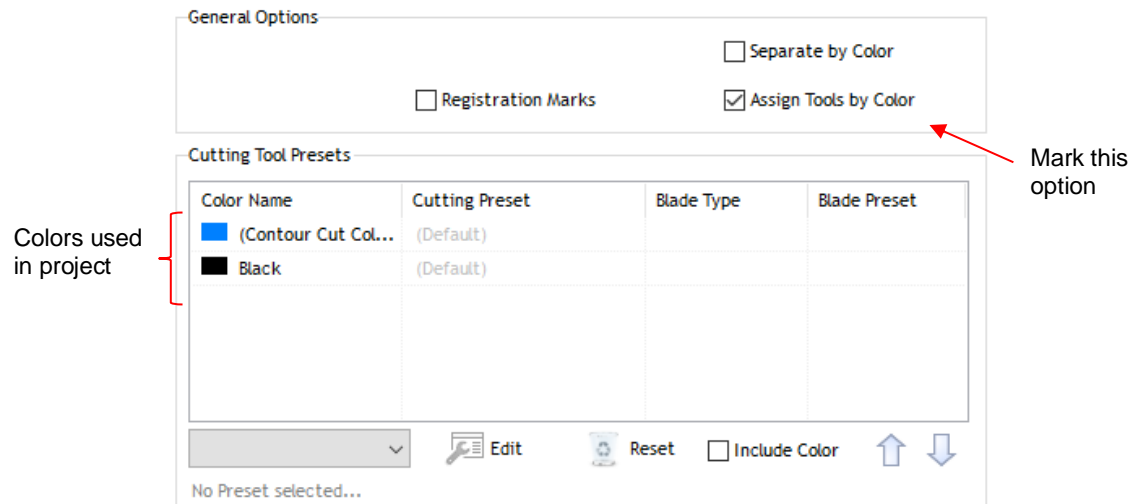 General Options
Separate by Color
Registration Marks
Assign Tools by Color
Mark this
option
Cutting Tool Presets
Color Name Cutting Preset Blade Type Blade Preset
Colors used
in project
(Contour Cut Col... (Default)
Black (Default)
Edit Reset Include Color
No Preset selected...